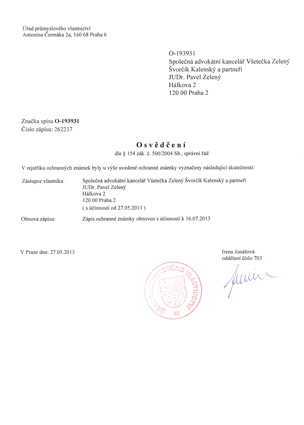 Úřad průmyslového vlastnictví
Antonína Čermáka 2a, 160 68 Praha 6
O-193931
Společná advokátní kancelář Všetečka Zelený
Švorčík Kalenský a partneři
JUDr. Pavel Zelený
Hálkova 2
120 00 Praha 2
Značka spisu O-193931
Číslo zápisu: 262237
Osvědčení
dle § 154 zák. č. 500/2004 Sb., správní řád
V rejstříku ochranných známek byly u výše uvedené ochranné známky vyznačeny následující skutečnosti:
Zástupce vlastníka: Společná advokátní kancelář Všetečka Zelený Švorčík Kalenský a partneři
JUDr. Pavel Zelený
Hálkova 2
120 00 Praha 2
( s účinností od 27.05.2013 )
Obnova zápisu: Zápis ochranné známky obnoven s účinností k 16.07.2013
V Praze dne: 27.05.2013
Irena Jonášová
oddělení číslo 703